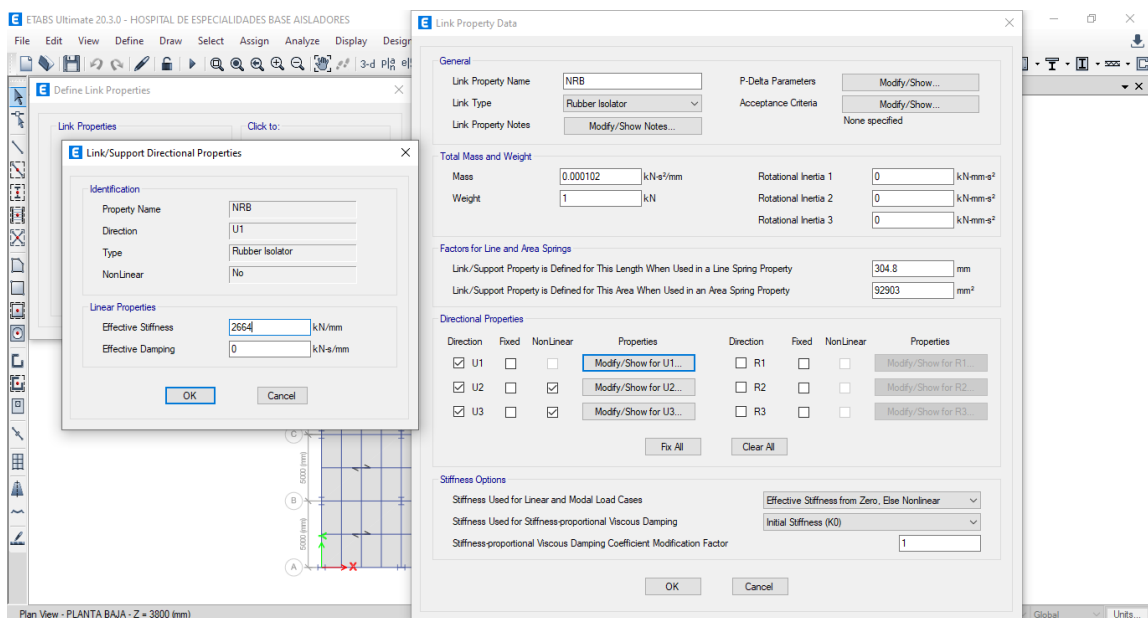 ETABS Ultimate 20.3.0 - HOSPITAL DE ESPECIALIDADES BASE AISLADORES
File Edit View Define Draw Select Assign Analyze Display Design
3-d
Define Link Properties
Link Properties
Click to:
Link/Support Directional Properties
Identification
Property Name NRB
Direction U1
Type Rubber Isolator
NonLinear No
Linear Properties
Effective Stiffness 2664 kN/mm
Effective Damping 0 kN-s/mm
OK Cancel
C
5000 (mm)
B
5000 (mm)
A
X
Plan View - PLANTA BAJA - Z = 3800 (mm)
Link Property Data
General
Link Property Name NRB P-Delta Parameters Modify/Show...
Link Type Rubber Isolator Acceptance Criteria Modify/Show...
Link Property Notes Modify/Show Notes... None specified
Total Mass and Weight
Mass 0.000102 kN-s²/mm Rotational Inertia 1 0 kN-mm-s²
Weight 1 kN Rotational Inertia 2 0 kN-mm-s²
Rotational Inertia 3 0 kN-mm-s²
Factors for Line and Area Springs
Link/Support Property is Defined for This Length When Used in a Line Spring Property 304.8 mm
Link/Support Property is Defined for This Area When Used in an Area Spring Property 92903 mm²
Directional Properties
Direction Fixed NonLinear Properties Direction Fixed NonLinear Properties
U1 Modify/Show for U1... R1 Modify/Show for R1...
U2 Modify/Show for U2... R2 Modify/Show for R2...
U3 Modify/Show for U3... R3 Modify/Show for R3...
Fix All Clear All
Stiffness Options
Stiffness Used for Linear and Modal Load Cases Effective Stiffness from Zero, Else Nonlinear
Stiffness Used for Stiffness-proportional Viscous Damping Initial Stiffness (K0)
Stiffness-proportional Viscous Damping Coefficient Modification Factor 1
OK Cancel
Global Units...